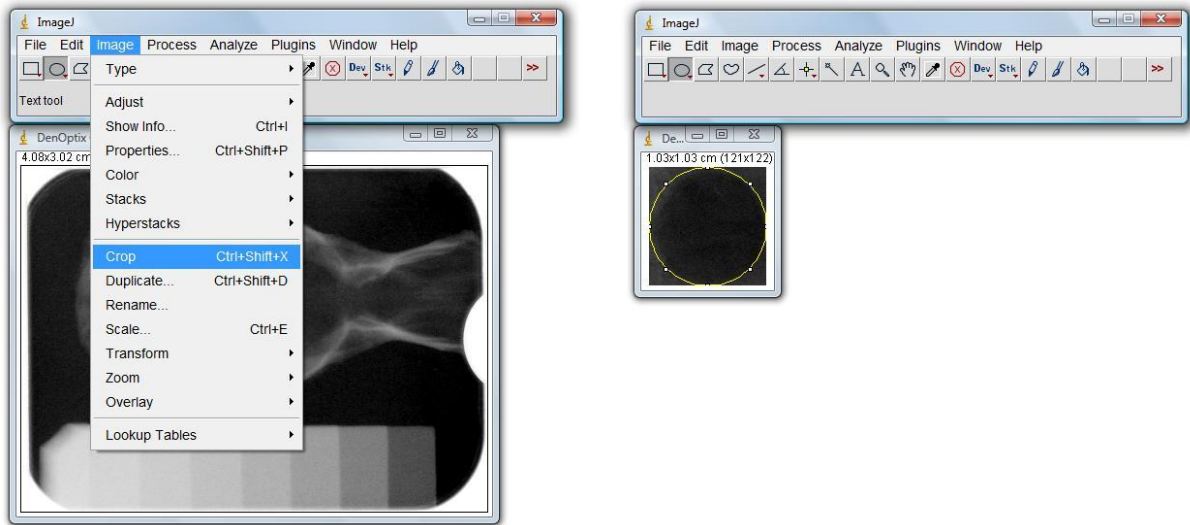 ImageJ
File Edit Image Process Analyze Plugins Window Help
Dev Stk >>
Text tool
Type
Adjust
Show Info... Ctrl+I
Properties... Ctrl+Shift+P
Color
Stacks
Hyperstacks
Crop Ctrl+Shift+X
Duplicate... Ctrl+Shift+D
Rename...
Scale... Ctrl+E
Transform
Zoom
Overlay
Lookup Tables
DenOptix
4.08x3.02 cm
ImageJ
File Edit Image Process Analyze Plugins Window Help
A Dev Stk >>
De...
1.03x1.03 cm (121x122)